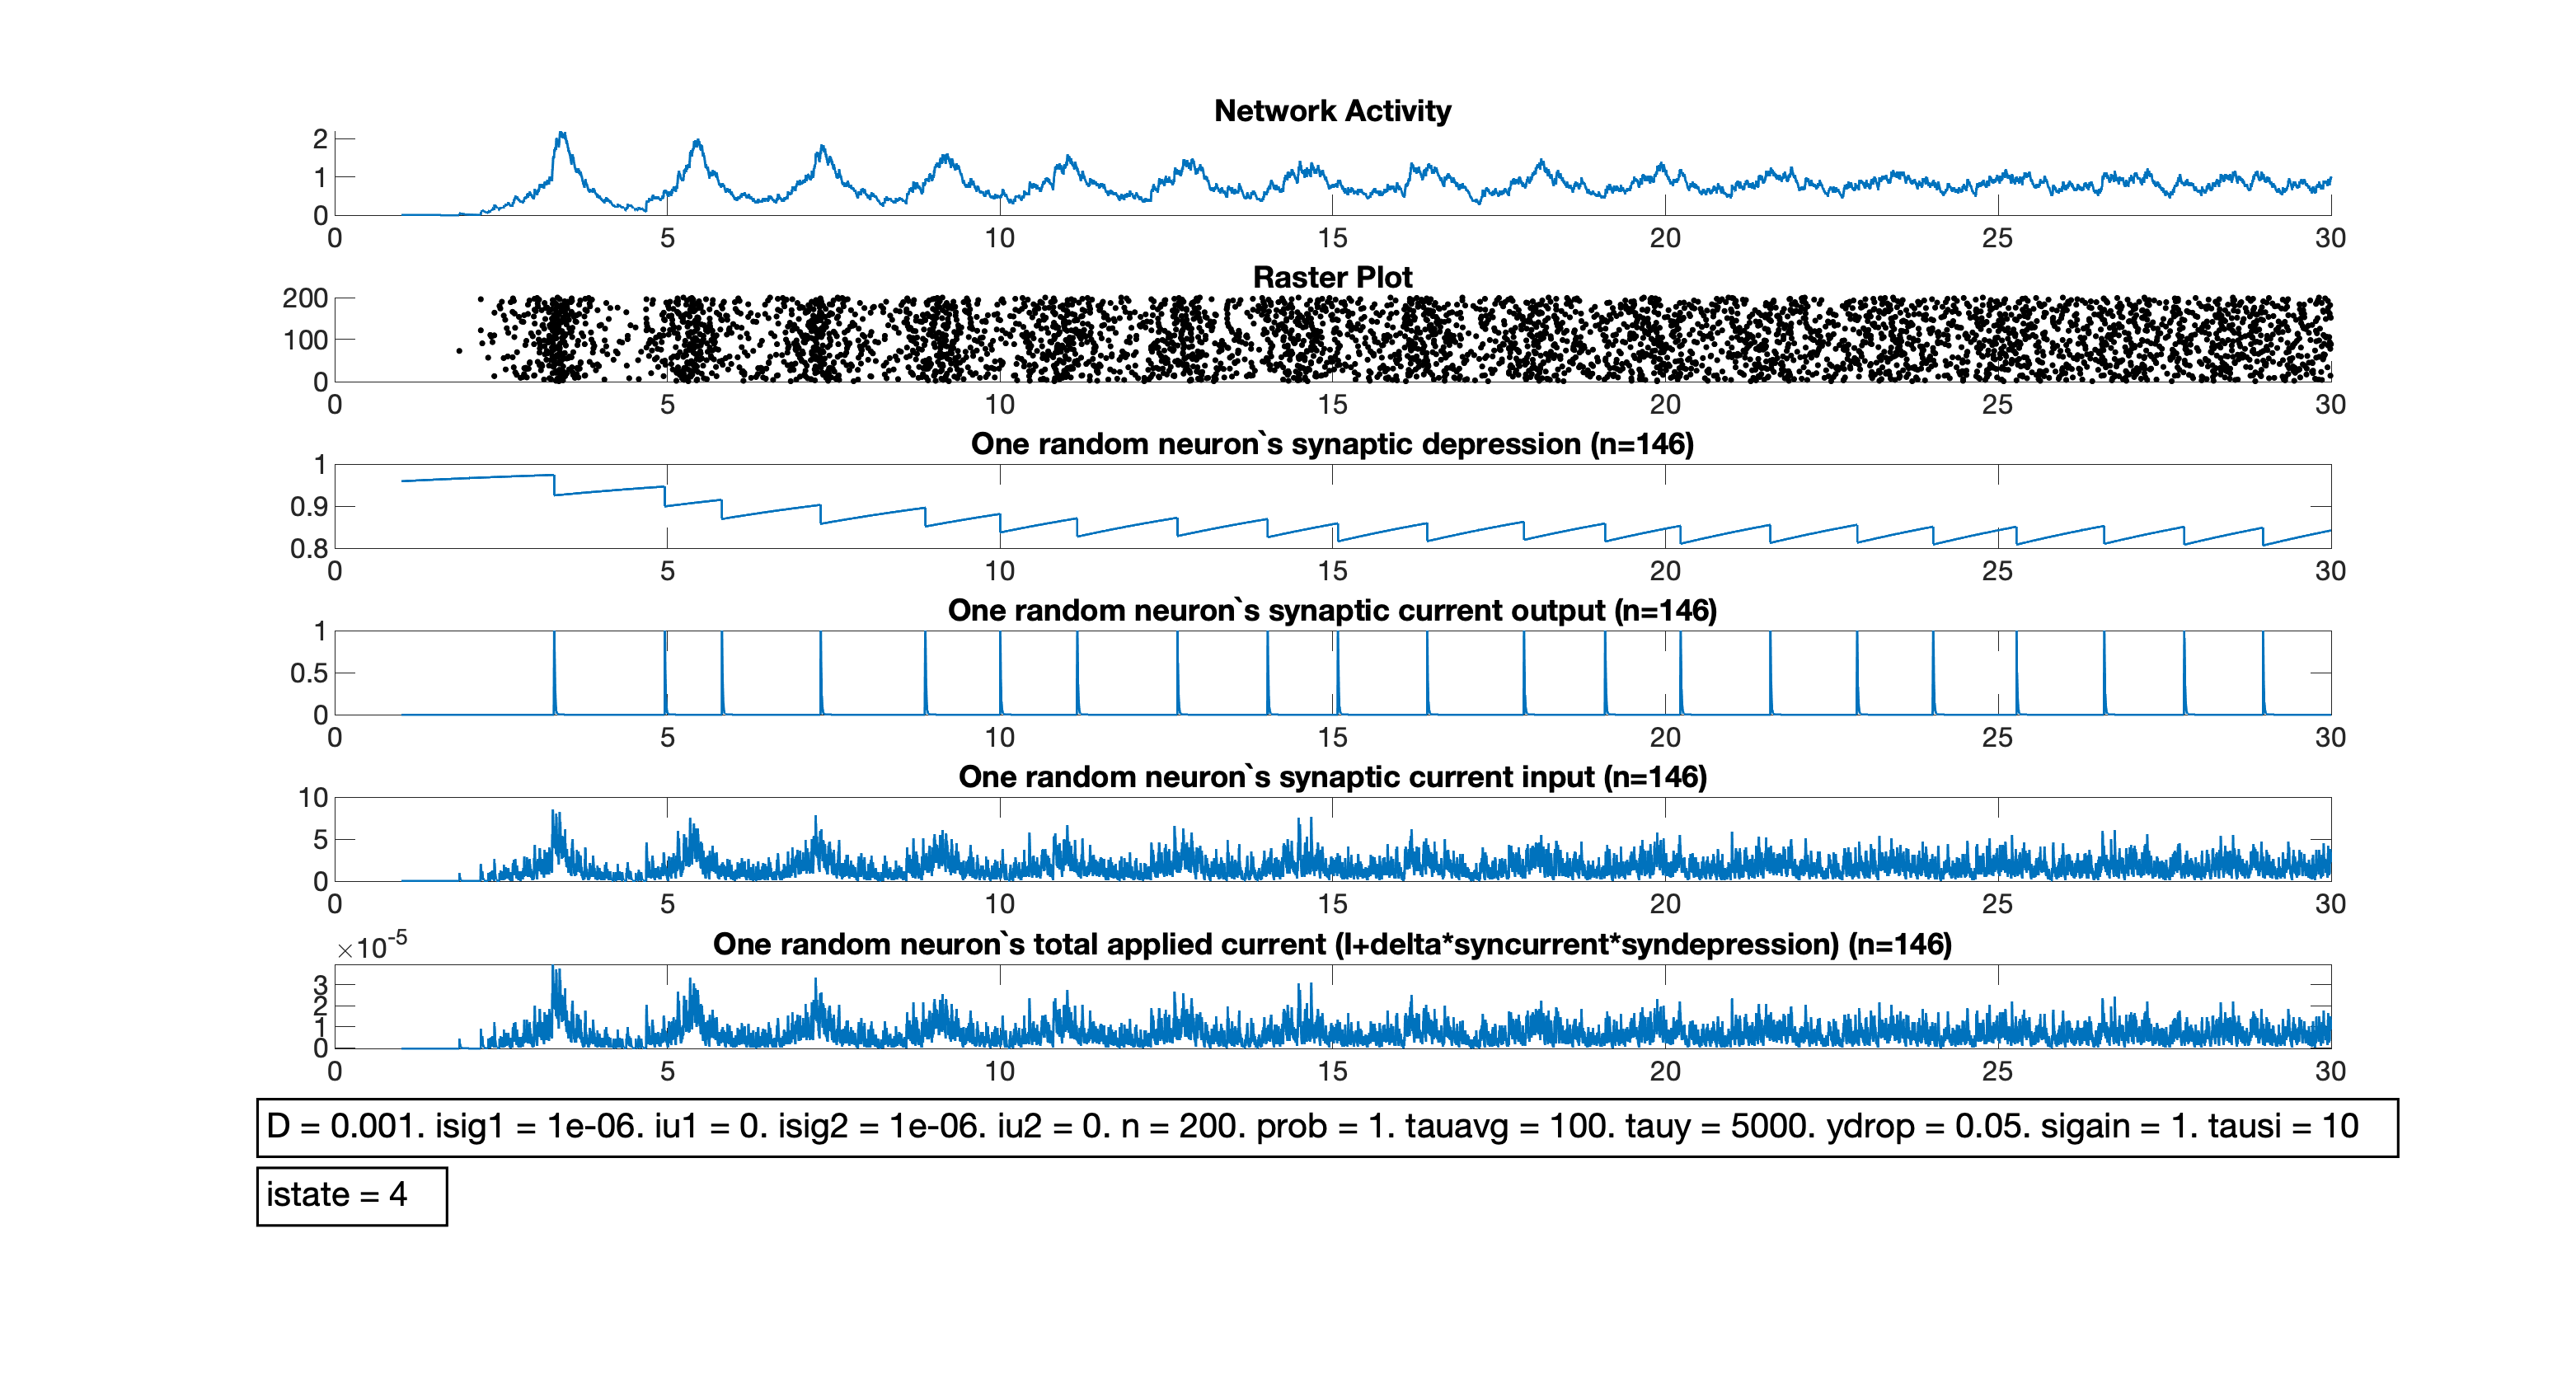 Network Activity
2
1
0
0 5 10 15 20 25 30
Raster Plot
200
100
0
0 5 10 15 20 25 30
One random neuron`s synaptic depression (n=146)
1
0.9
0.8
0 5 10 15 20 25 30
One random neuron`s synaptic current output (n=146)
1
0.5
0
0 5 10 15 20 25 30
One random neuron`s synaptic current input (n=146)
10
5
0
0 5 10 15 20 25 30
×10-5 One random neuron`s total applied current (I+delta*syncurrent*syndepression) (n=146)
3
2
1
0
0 5 10 15 20 25 30
D = 0.001. isig1 = 1e-06. iu1 = 0. isig2 = 1e-06. iu2 = 0. n = 200. prob = 1. tauavg = 100. tauy = 5000. ydrop = 0.05. sigain = 1. tausi = 10
istate = 4